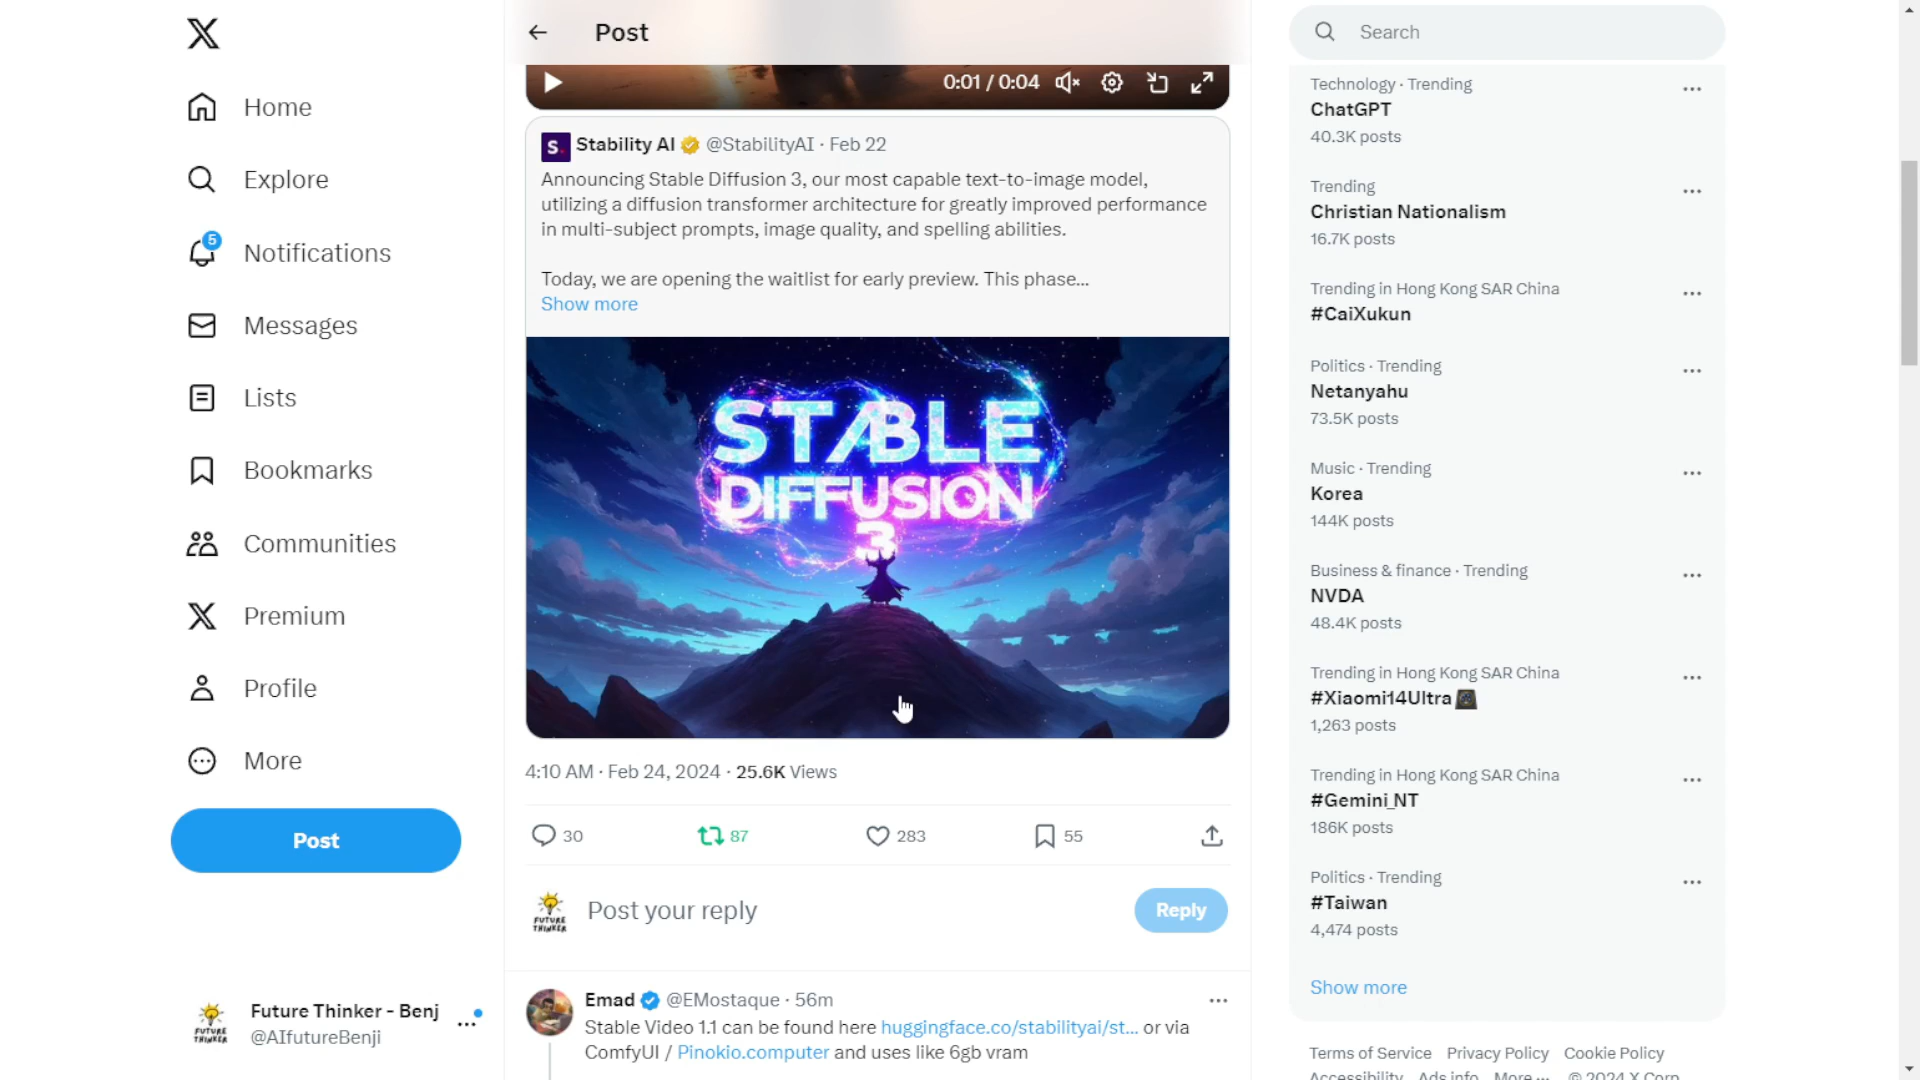 Home
Explore
5
Notifications
Messages
Lists
Bookmarks
Communities
Premium
Profile
More
Post
Future Thinker - Benj
@AIfutureBenji
Post
0:01 / 0:04
S.
Stability AI @StabilityAI · Feb 22
Announcing Stable Diffusion 3, our most capable text-to-image model,
utilizing a diffusion transformer architecture for greatly improved performance
in multi-subject prompts, image quality, and spelling abilities.
Today, we are opening the waitlist for early preview. This phase...
Show more
STABLE
DIFFUSION
3
4:10 AM · Feb 24, 2024 · 25.6K Views
30
87
283
55
FUTURE
THINKER
Post your reply
Reply
Emad @EMostaque · 56m
Stable Video 1.1 can be found here huggingface.co/stabilityai/st... or via
ComfyUI / Pinokio.computer and uses like 6gb vram
Search
Technology · Trending
ChatGPT
40.3K posts
Trending
Christian Nationalism
16.7K posts
Trending in Hong Kong SAR China
#CaiXukun
Politics · Trending
Netanyahu
73.5K posts
Music · Trending
Korea
144K posts
Business & finance · Trending
NVDA
48.4K posts
Trending in Hong Kong SAR China
#Xiaomi14Ultra
1,263 posts
Trending in Hong Kong SAR China
#Gemini_NT
186K posts
Politics · Trending
#Taiwan
4,474 posts
Show more
Terms of Service Privacy Policy Cookie Policy
Accessibility Ads info More ... © 2024 X Corp.
FUTURE
THINKER